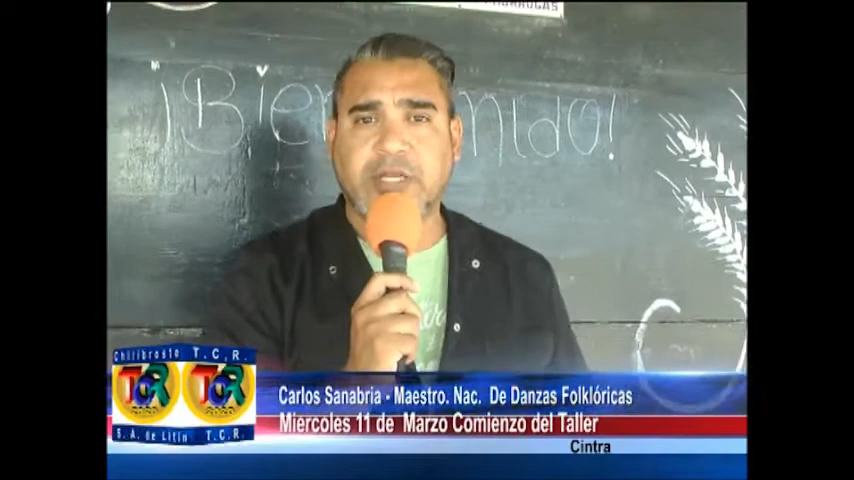 ¡Bienvenido!
Chilibroste T.C.R.
TCR TCR
S.A. de Litin T.C.R.
Carlos Sanabria - Maestro. Nac. De Danzas Folklóricas
Miercoles 11 de Marzo Comienzo del Taller
Cintra